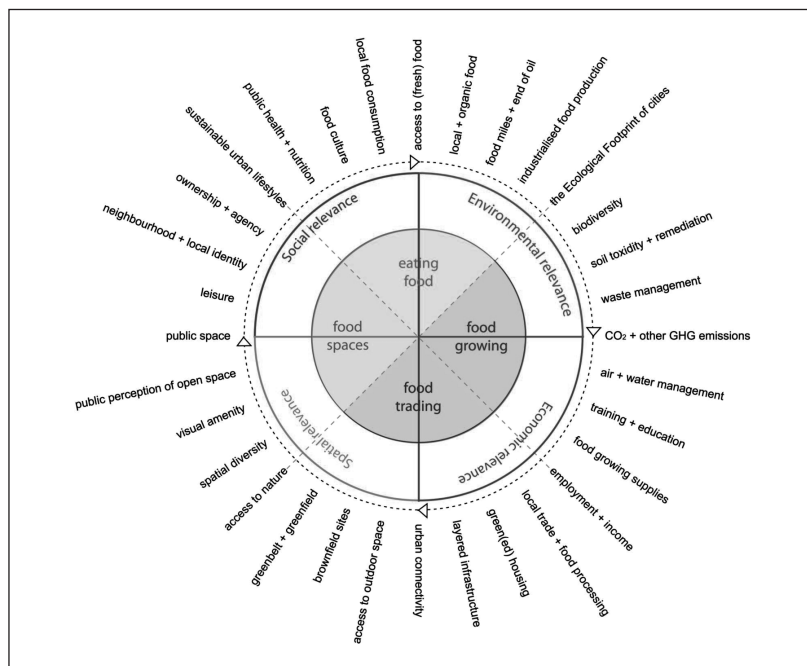 access to (fresh) food
local + organic food
food miles + end of oil
industrialised food production
the Ecological Footprint of cities
biodiversity
soil toxidity + remediation
waste management
CO₂ + other GHG emissions
air + water management
training + education
food growing supplies
employment + income
local trade + food processing
green(ed) housing
layered infrastructure
urban connectivity
access to outdoor space
brownfield sites
greenbelt + greenfield
access to nature
spatial diversity
visual amenity
public perception of open space
public space
leisure
neighbourhood + local identity
ownership + agency
sustainable urban lifestyles
public health + nutrition
food culture
local food consumption
Social relevance
Environmental relevance
Economic relevance
Spatial relevance
eating
food
food
growing
food
trading
food
spaces